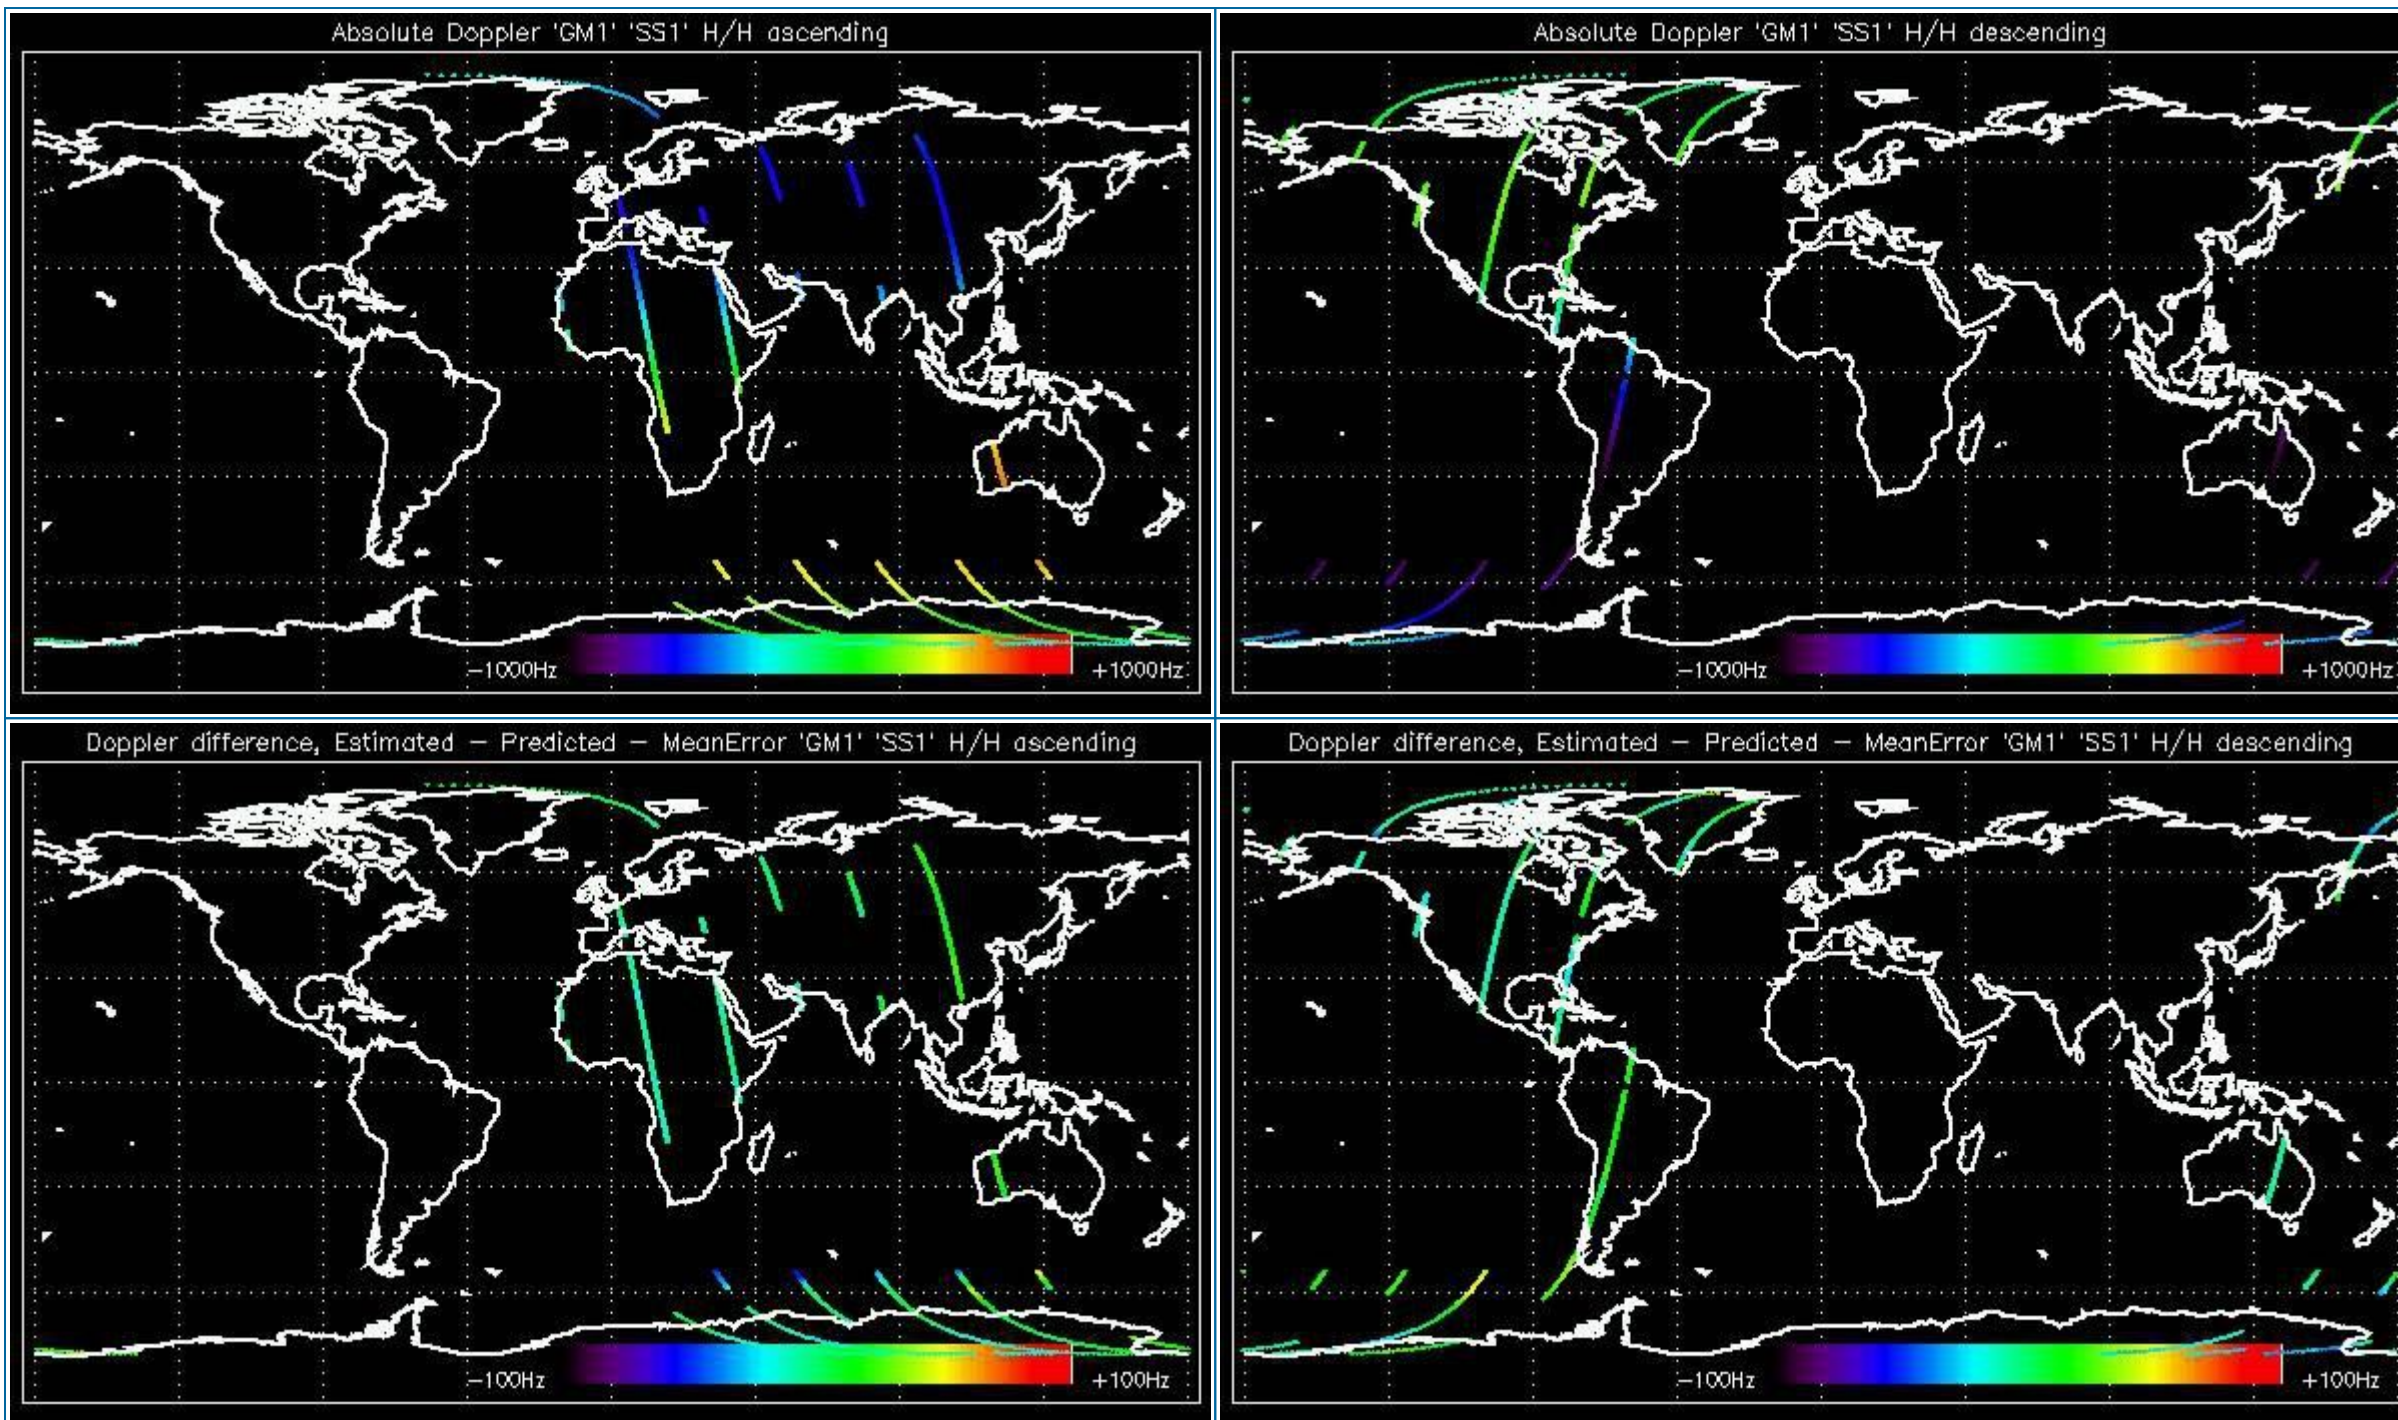 Absolute Doppler 'GM1' 'SS1' H/H ascending
−1000Hz
+1000Hz
Absolute Doppler 'GM1' 'SS1' H/H descending
−1000Hz
+1000Hz
Doppler difference, Estimated − Predicted − MeanError 'GM1' 'SS1' H/H ascending
−100Hz
+100Hz
Doppler difference, Estimated − Predicted − MeanError 'GM1' 'SS1' H/H descending
−100Hz
+100Hz